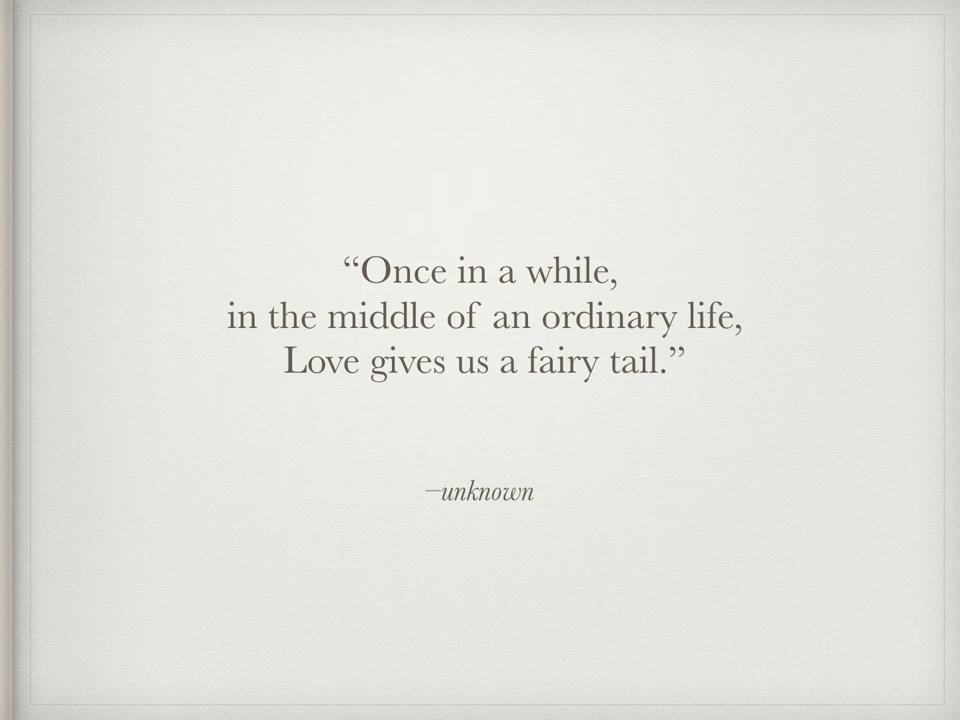 “Once in a while,
in the middle of an ordinary life,
Love gives us a fairy tail.”
–unknown